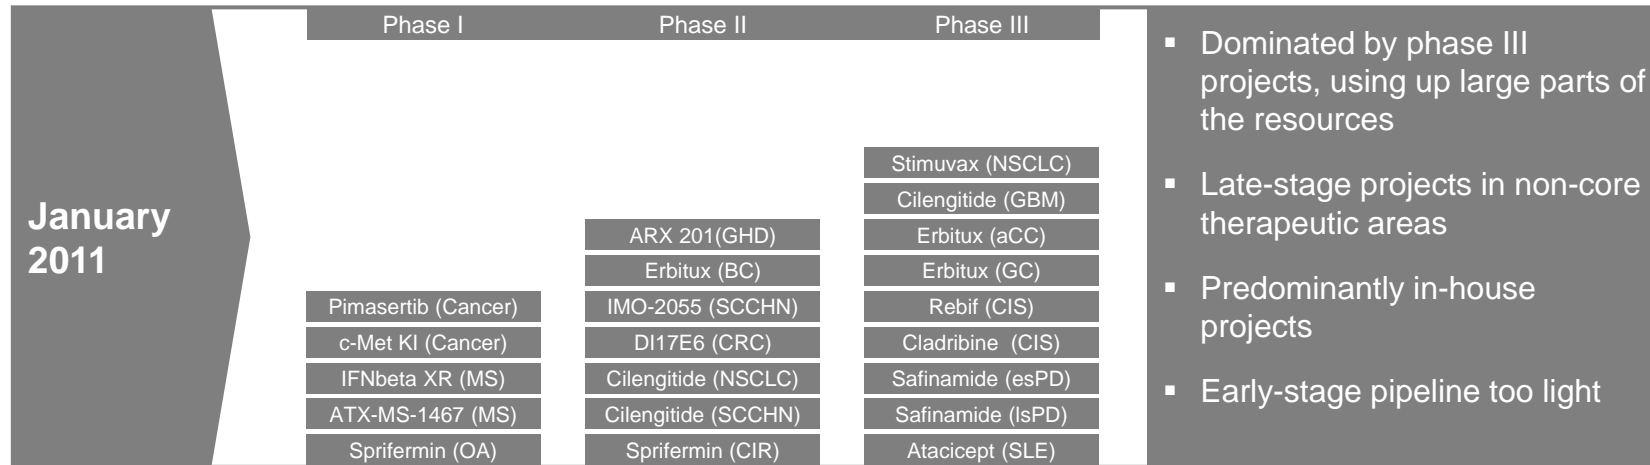 January
2011
Phase I
Phase II
Phase III
Pimasertib (Cancer)
c-Met KI (Cancer)
IFNbeta XR (MS)
ATX-MS-1467 (MS)
Sprifermin (OA)
ARX 201(GHD)
Erbitux (BC)
IMO-2055 (SCCHN)
DI17E6 (CRC)
Cilengitide (NSCLC)
Cilengitide (SCCHN)
Sprifermin (CIR)
Stimuvax (NSCLC)
Cilengitide (GBM)
Erbitux (aCC)
Erbitux (GC)
Rebif (CIS)
Cladribine  (CIS)
Safinamide (esPD)
Safinamide (lsPD)
Atacicept (SLE)
▪ Dominated by phase III
projects, using up large parts of
the resources
▪ Late-stage projects in non-core
therapeutic areas
▪ Predominantly in-house
projects
▪ Early-stage pipeline too light